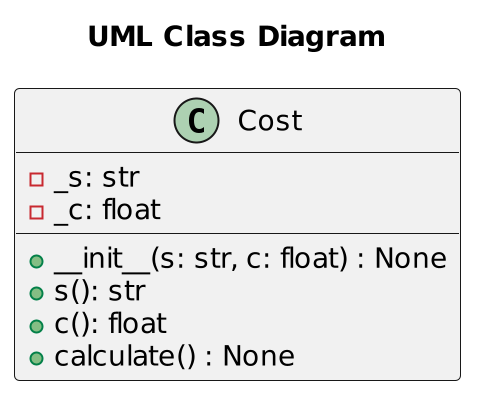 UML Class Diagram
C Cost
_s: str
_c: float
__init__(s: str, c: float) : None
s(): str
c(): float
calculate() : None